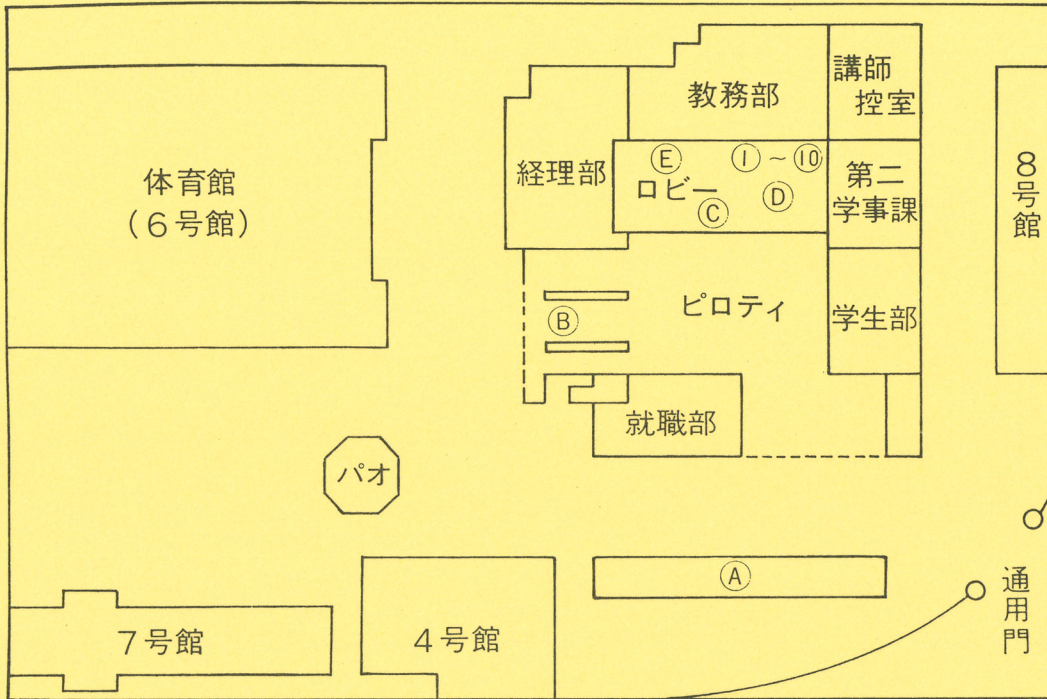 教務部
講師
控室
体育館
(6号館)
経理部
Ⓔ
①～⑩
ロビー
Ⓒ
Ⓓ
第二
学事課
8号館
Ⓑ
ピロティ
学生部
就職部
パオ
Ⓐ
通用門
7号館
4号館